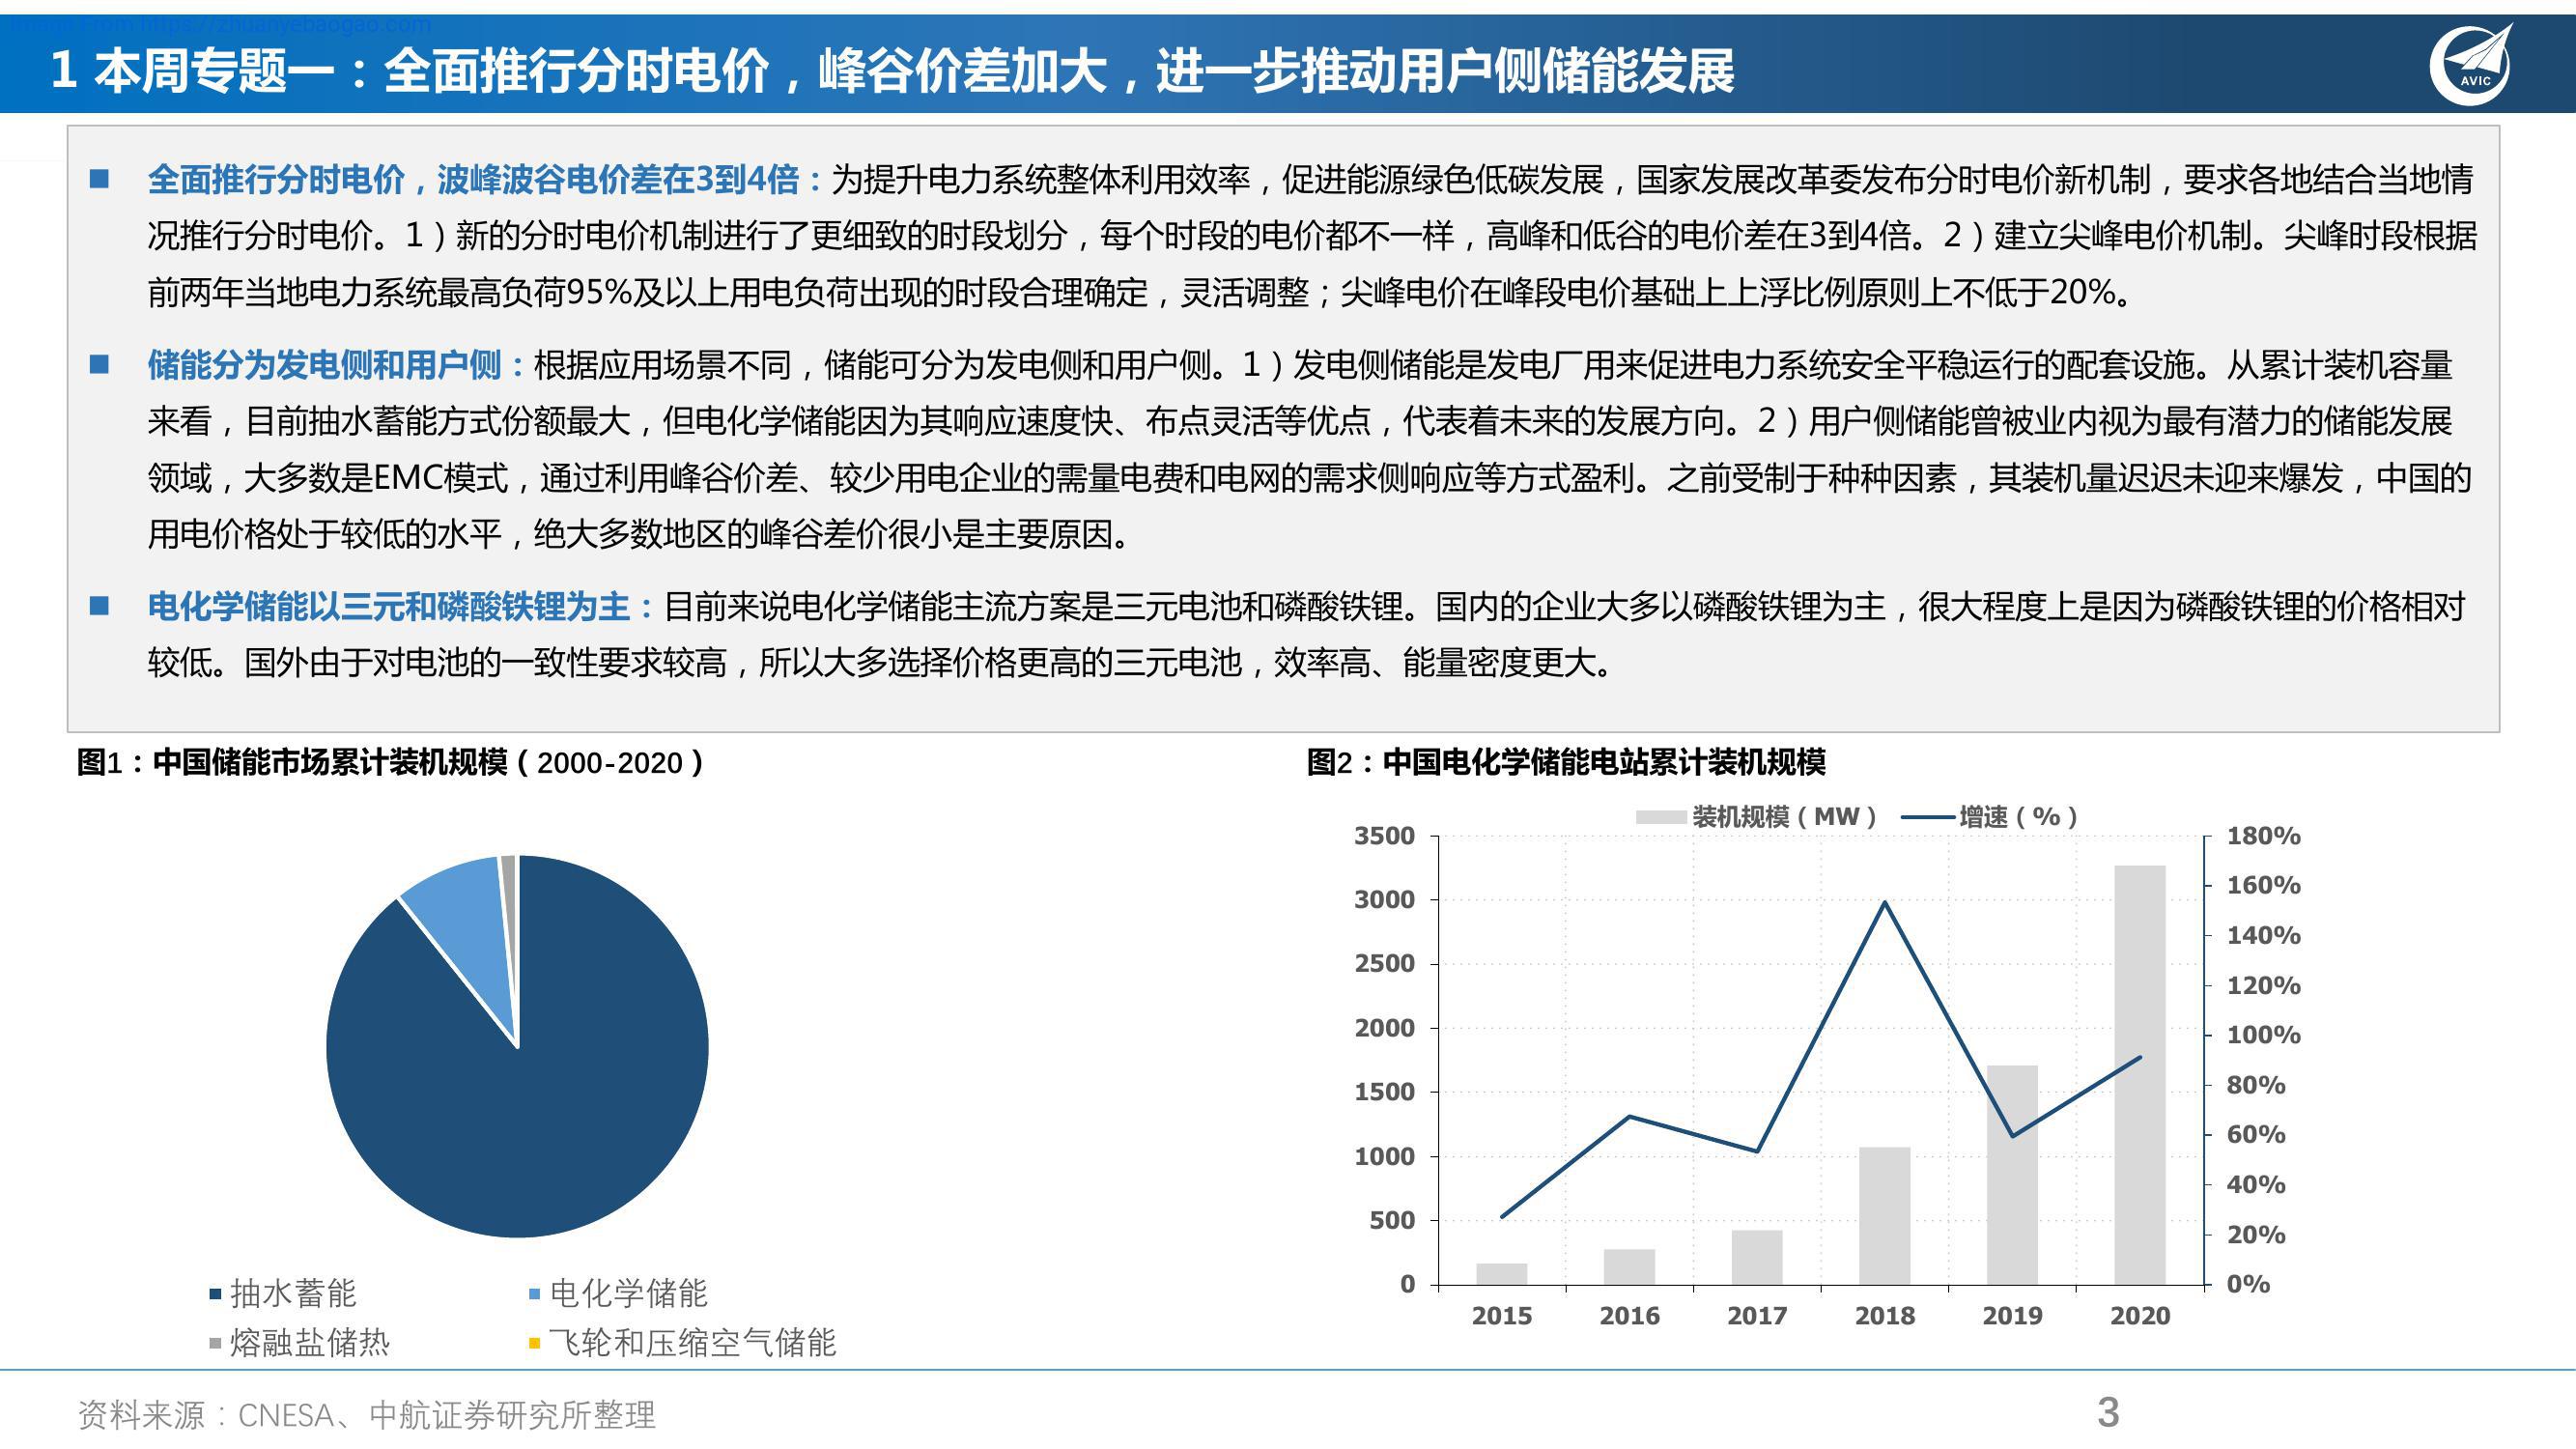 Image From https://zhuanyebaogao.com
1 本周专题一：全面推行分时电价，峰谷价差加大，进一步推动用户侧储能发展
AVIC
■ 全面推行分时电价，波峰波谷电价差在3到4倍：为提升电力系统整体利用效率，促进能源绿色低碳发展，国家发展改革委发布分时电价新机制，要求各地结合当地情
况推行分时电价。1）新的分时电价机制进行了更细致的时段划分，每个时段的电价都不一样，高峰和低谷的电价差在3到4倍。2）建立尖峰电价机制。尖峰时段根据
前两年当地电力系统最高负荷95%及以上用电负荷出现的时段合理确定，灵活调整；尖峰电价在峰段电价基础上上浮比例原则上不低于20%。
■ 储能分为发电侧和用户侧：根据应用场景不同，储能可分为发电侧和用户侧。1）发电侧储能是发电厂用来促进电力系统安全平稳运行的配套设施。从累计装机容量
来看，目前抽水蓄能方式份额最大，但电化学储能因为其响应速度快、布点灵活等优点，代表着未来的发展方向。2）用户侧储能曾被业内视为最有潜力的储能发展
领域，大多数是EMC模式，通过利用峰谷价差、较少用电企业的需量电费和电网的需求侧响应等方式盈利。之前受制于种种因素，其装机量迟迟未迎来爆发，中国的
用电价格处于较低的水平，绝大多数地区的峰谷差价很小是主要原因。
■ 电化学储能以三元和磷酸铁锂为主：目前来说电化学储能主流方案是三元电池和磷酸铁锂。国内的企业大多以磷酸铁锂为主，很大程度上是因为磷酸铁锂的价格相对
较低。国外由于对电池的一致性要求较高，所以大多选择价格更高的三元电池，效率高、能量密度更大。
图1：中国储能市场累计装机规模（2000-2020）
抽水蓄能
电化学储能
熔融盐储热
飞轮和压缩空气储能
图2：中国电化学储能电站累计装机规模
装机规模（MW）
增速（%）
3500
3000
2500
2000
1500
1000
500
0
180%
160%
140%
120%
100%
80%
60%
40%
20%
0%
2015 2016 2017 2018 2019 2020
资料来源：CNESA、中航证券研究所整理
3